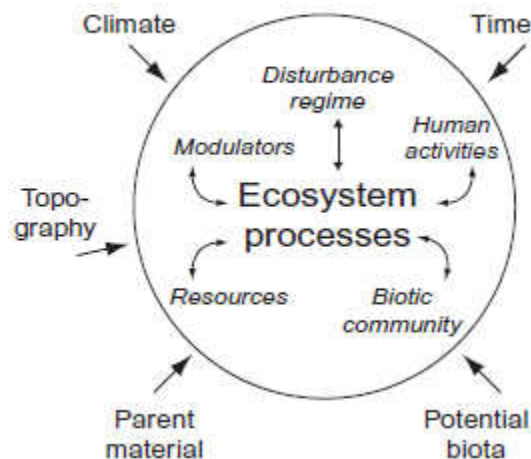 Climate
Time
Disturbance
regime
Human
activities
Modulators
Topo-
graphy
Ecosystem
processes
Resources
Biotic
community
Parent
material
Potential
biota